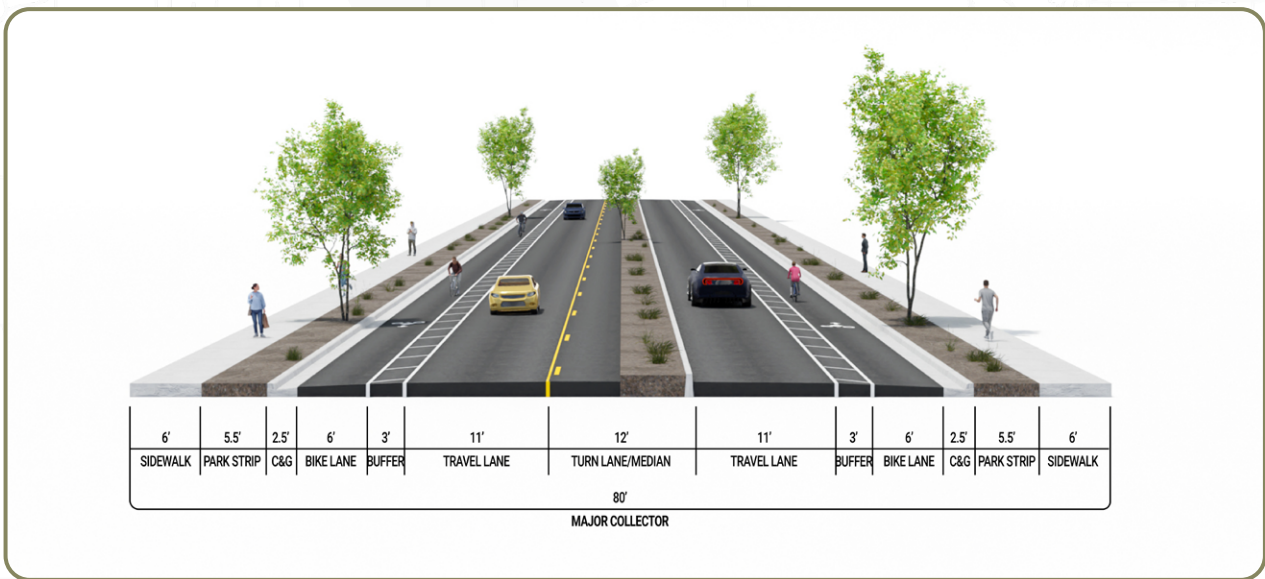 6' 5.5' 2.5' 6' 3' 11' 12' 11' 3' 6' 2.5' 5.5' 6'
SIDEWALK PARK STRIP C&G BIKE LANE BUFFER TRAVEL LANE TURN LANE/MEDIAN TRAVEL LANE BUFFER BIKE LANE C&G PARK STRIP SIDEWALK
80'
MAJOR COLLECTOR